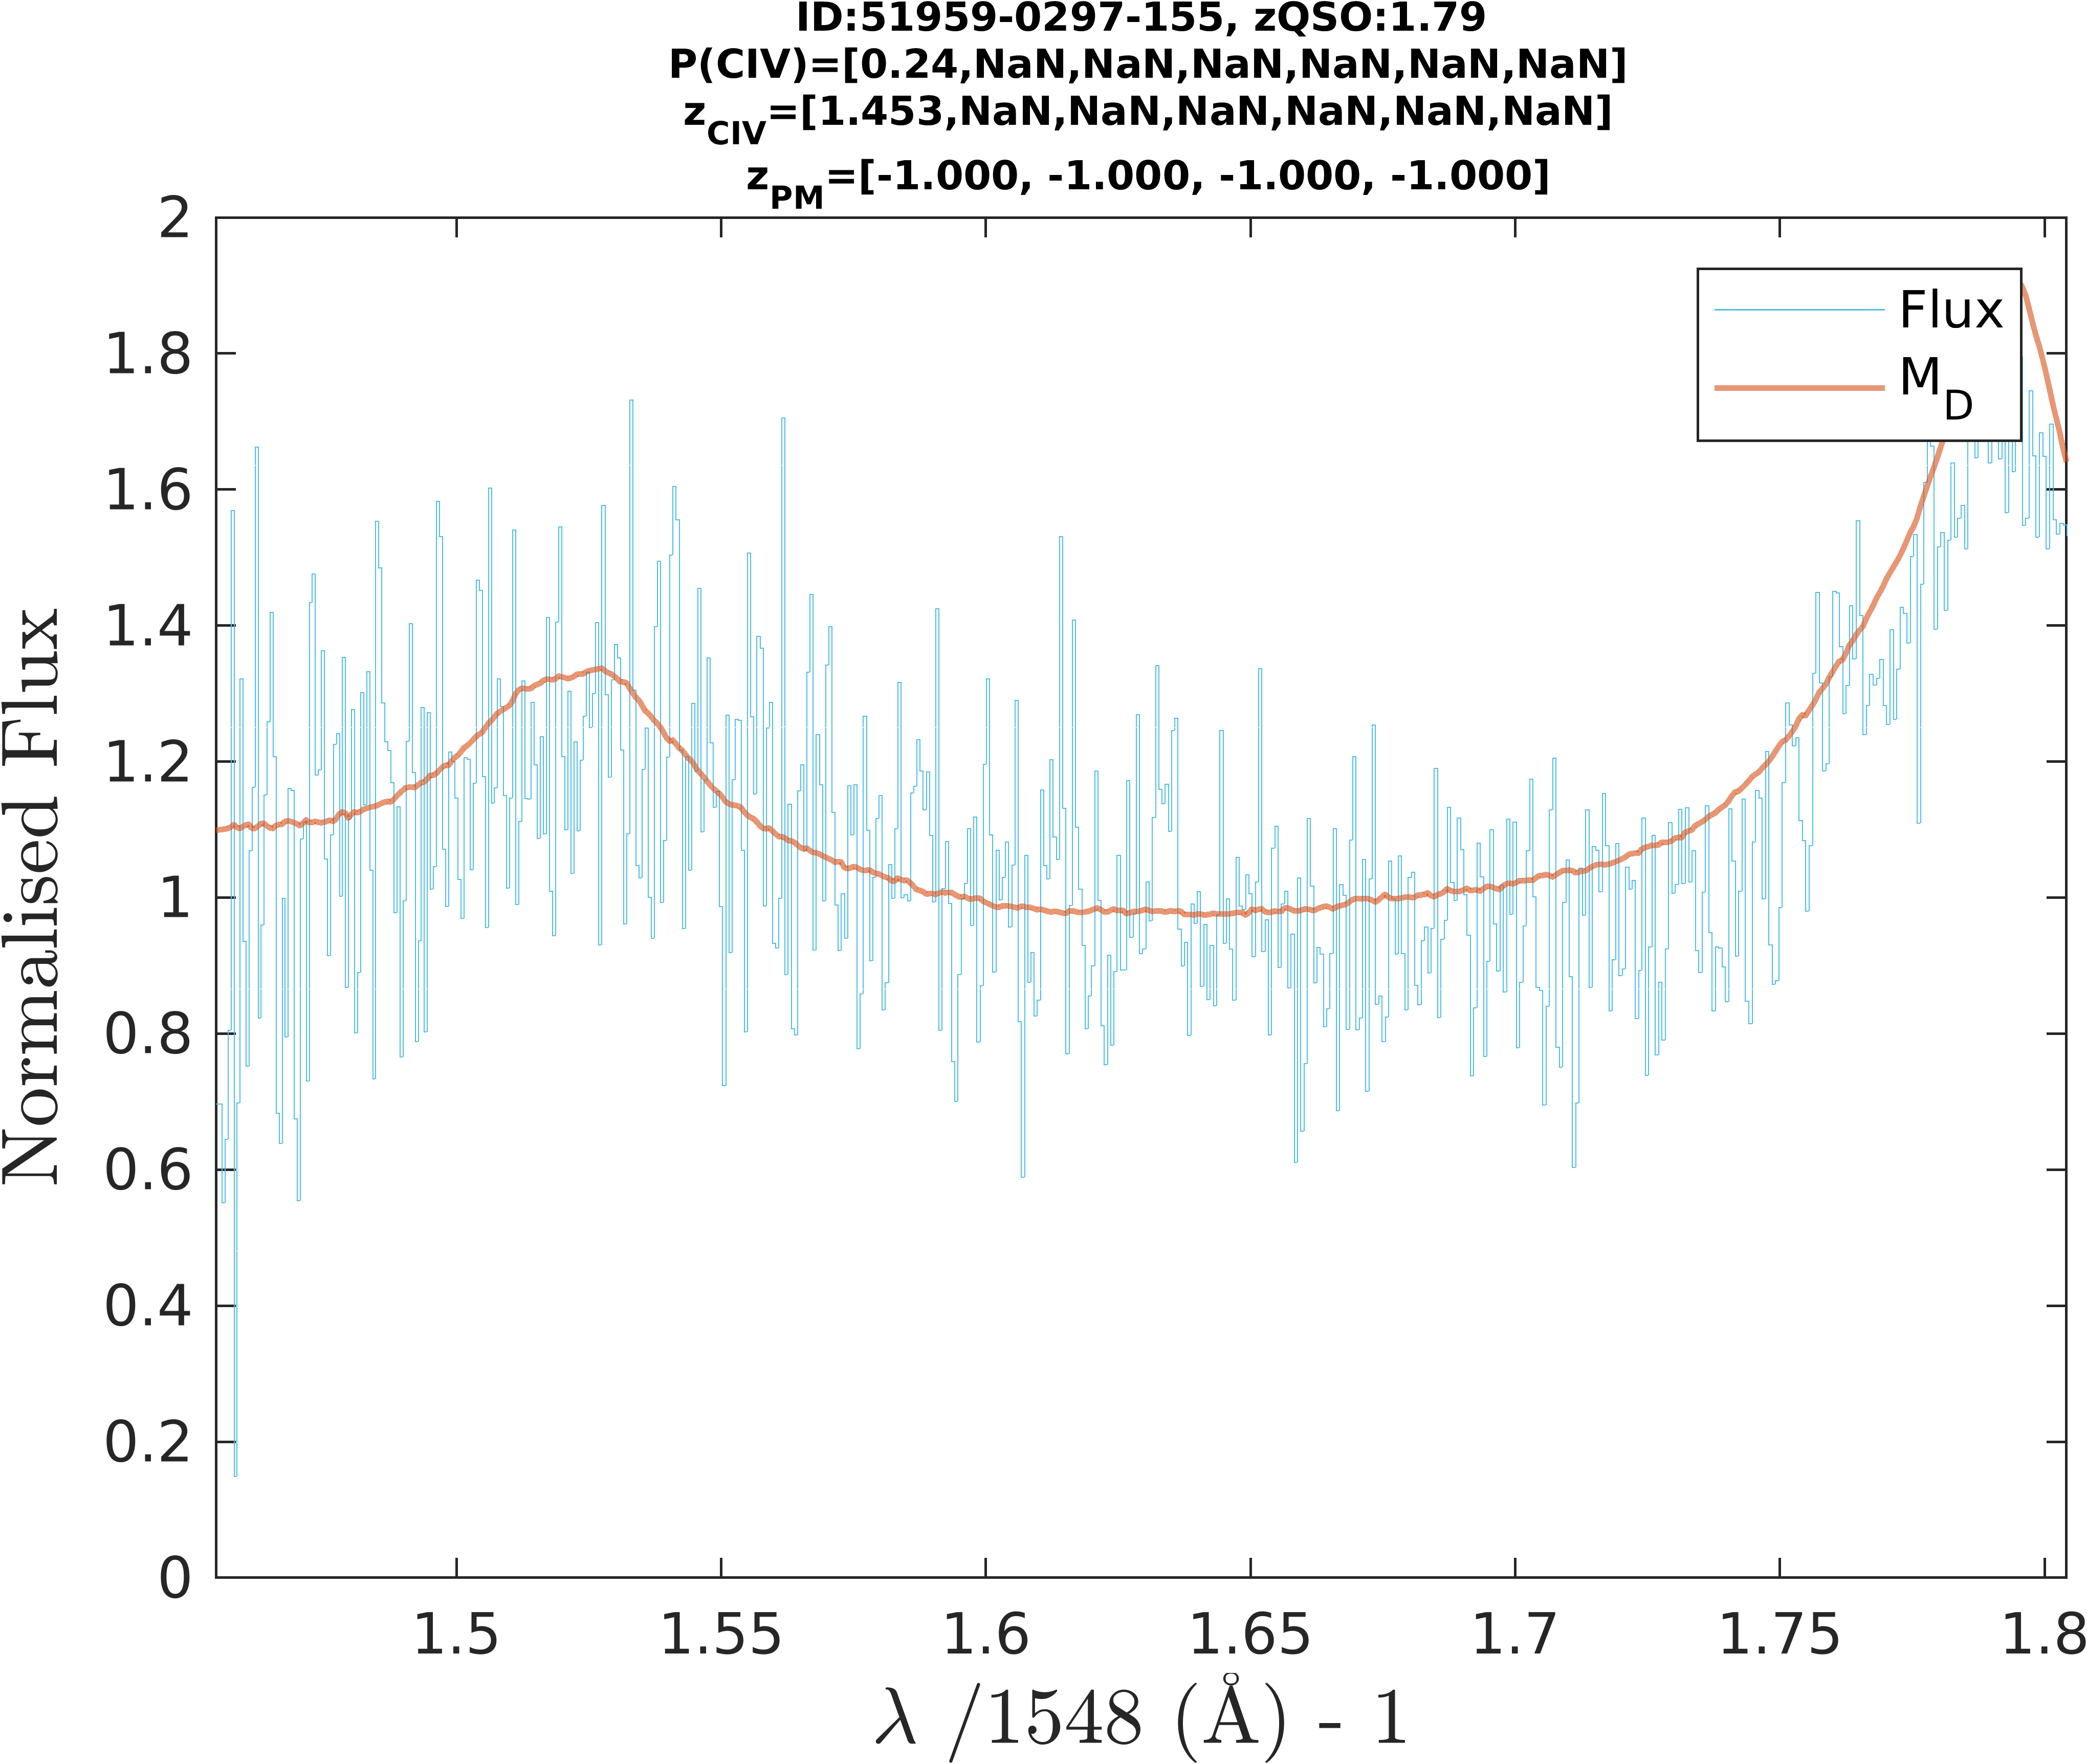 ID:51959-0297-155, zQSO:1.79
P(CIV)=[0.24,NaN,NaN,NaN,NaN,NaN,NaN]
zCIV=[1.453,NaN,NaN,NaN,NaN,NaN,NaN]
zPM=[-1.000, -1.000, -1.000, -1.000]
2
1.8
1.6
1.4
1.2
1
0.8
0.6
0.4
0.2
0
Normalised Flux
Flux
MD
1.5
1.55
1.6
1.65
1.7
1.75
1.8
λ /1548 (Å) - 1